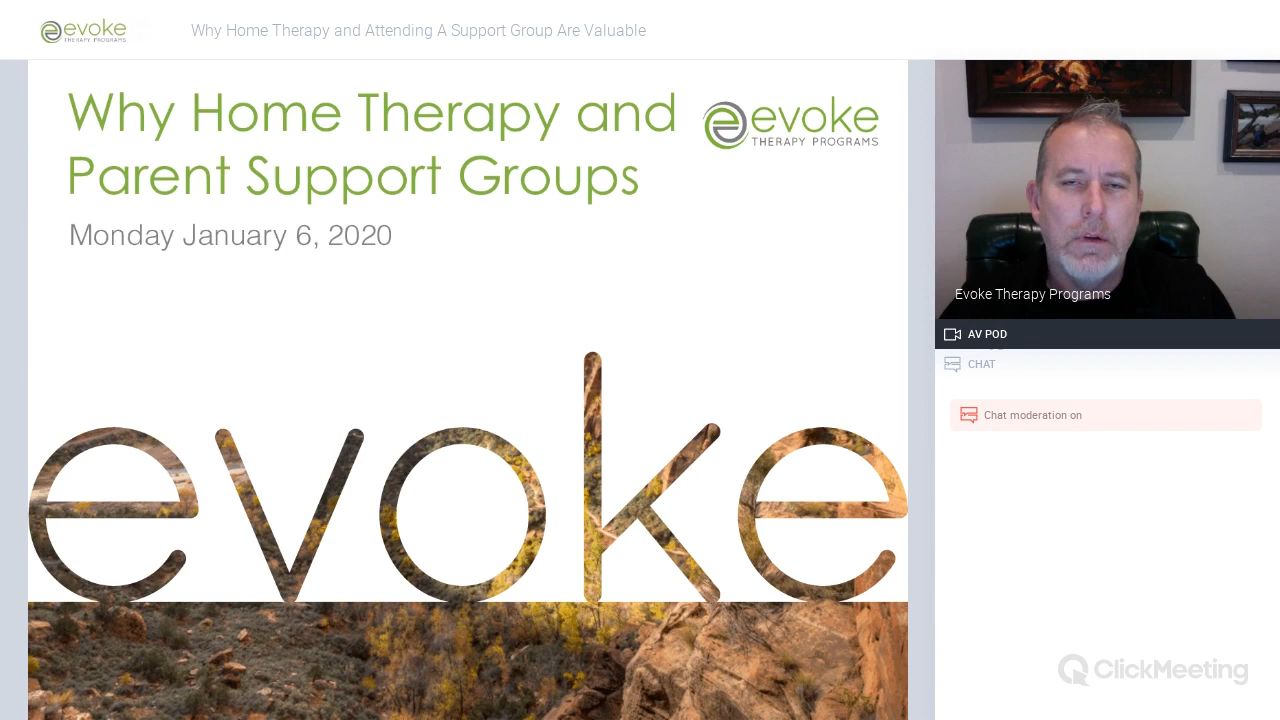 evoke
THERAPY PROGRAMS
Why Home Therapy and Attending A Support Group Are Valuable
Why Home Therapy and
Parent Support Groups
evoke
THERAPY PROGRAMS
Monday January 6, 2020
evoke
Evoke Therapy Programs
AV POD
CHAT
Chat moderation on
ClickMeeting